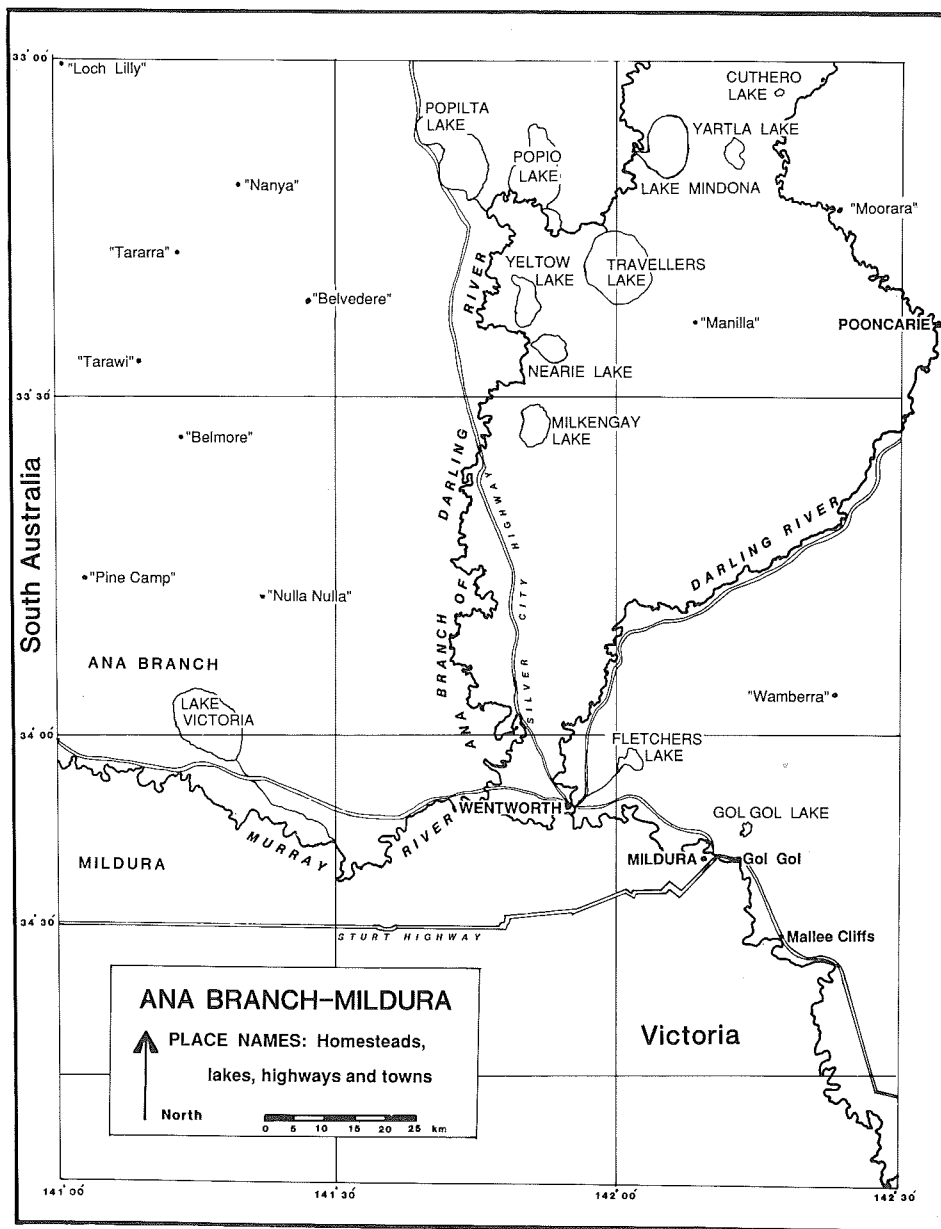 33°00'
"Loch Lilly"
CUTHERO
LAKE
POPILTA
LAKE
YARTLA LAKE
POPIO
LAKE
LAKE MINDONA
"Nanya"
"Moorara"
"Tararra"
YELTOW
LAKE
TRAVELLERS
LAKE
"Belvedere"
"Manilla"
POONCARIE
"Tarawi"
NEARIE LAKE
33°30'
MILKENGAY
LAKE
"Belmore"
South Australia
ANA BRANCH OF DARLING RIVER
SILVER CITY HIGHWAY
DARLING RIVER
"Pine Camp"
"Nulla Nulla"
ANA BRANCH
LAKE
VICTORIA
"Wamberra"
34°00'
FLETCHERS
LAKE
WENTWORTH
GOL GOL LAKE
MURRAY RIVER
MILDURA
MILDURA
Gol Gol
34°30'
STURT HIGHWAY
Mallee Cliffs
ANA BRANCH–MILDURA
PLACE NAMES: Homesteads,
lakes, highways and towns
North
0 5 10 15 20 25 km
Victoria
141°00'
141°30'
142°00'
142°30'